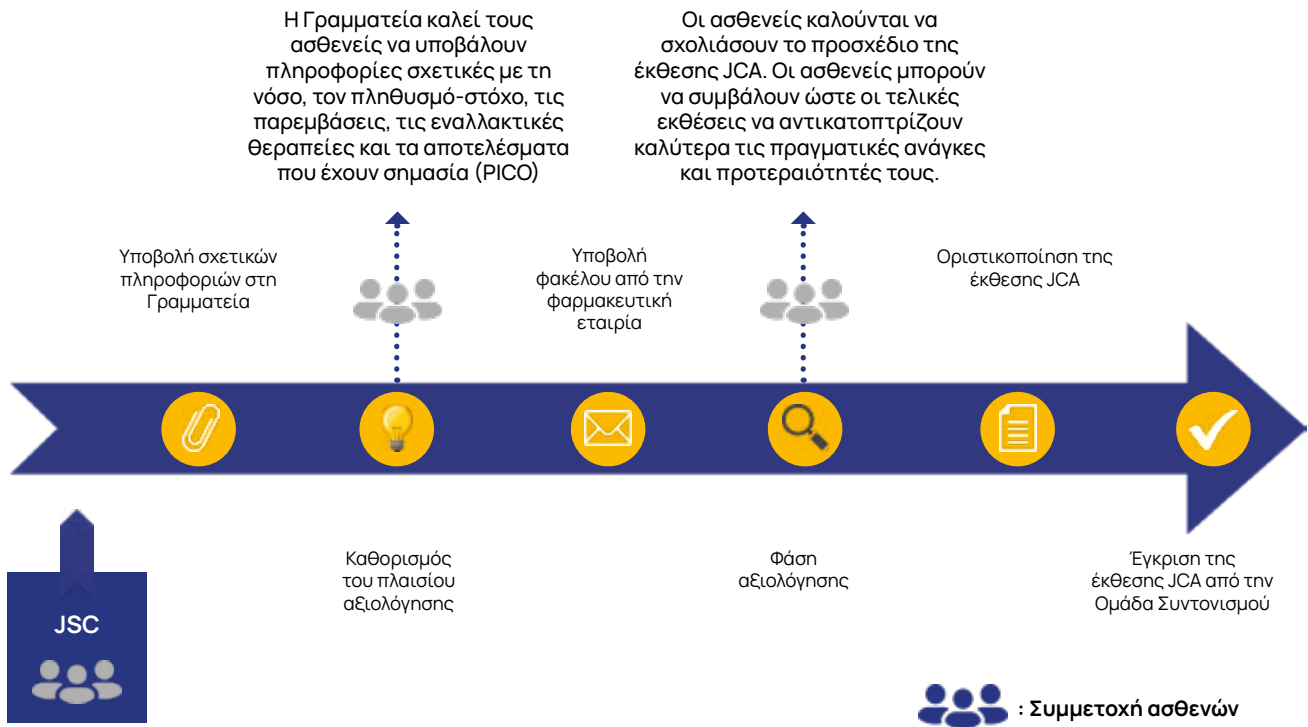 Η Γραμματεία καλεί τους
ασθενείς να υποβάλουν
πληροφορίες σχετικές με τη
νόσο, τον πληθυσμό-στόχο, τις
παρεμβάσεις, τις εναλλακτικές
θεραπείες και τα αποτελέσματα
που έχουν σημασία (PICO)
Οι ασθενείς καλούνται να
σχολιάσουν το προσχέδιο της
έκθεσης JCA. Οι ασθενείς μπορούν
να συμβάλουν ώστε οι τελικές
εκθέσεις να αντικατοπτρίζουν
καλύτερα τις πραγματικές ανάγκες
και προτεραιότητές τους.
Υποβολή σχετικών
πληροφοριών στη
Γραμματεία
Υποβολή
φακέλου από την
φαρμακευτική
εταιρία
Οριστικοποίηση της
έκθεσης JCA
Καθορισμός
του πλαισίου
αξιολόγησης
Φάση
αξιολόγησης
Έγκριση της
έκθεσης JCA από την
Ομάδα Συντονισμού
JSC
: Συμμετοχή ασθενών